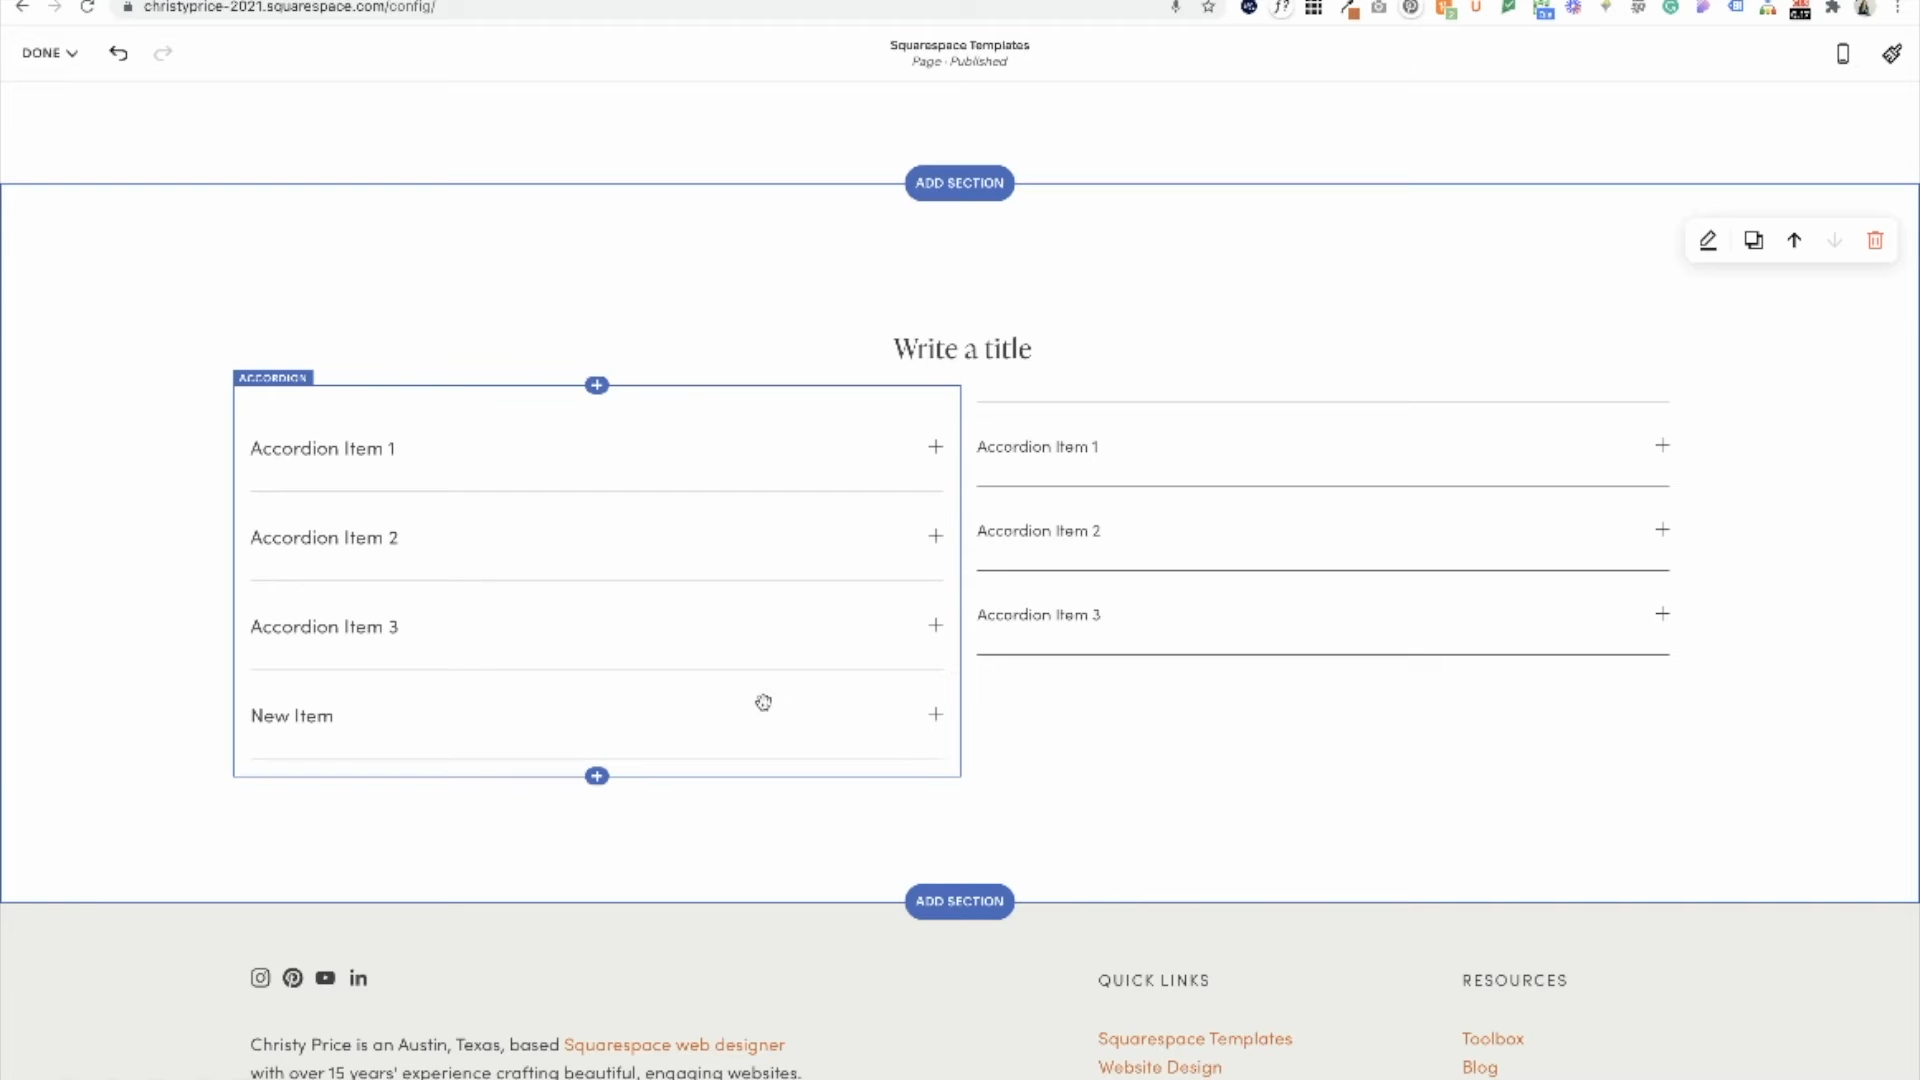 christyprice-2021.squarespace.com/config/
DONE
Squarespace Templates
Page · Published
ADD SECTION
Write a title
ACCORDION
Accordion Item 1
Accordion Item 2
Accordion Item 3
New Item
Accordion Item 1
Accordion Item 2
Accordion Item 3
ADD SECTION
Christy Price is an Austin, Texas, based Squarespace web designer
with over 15 years' experience crafting beautiful, engaging websites.
QUICK LINKS
Squarespace Templates
Website Design
RESOURCES
Toolbox
Blog